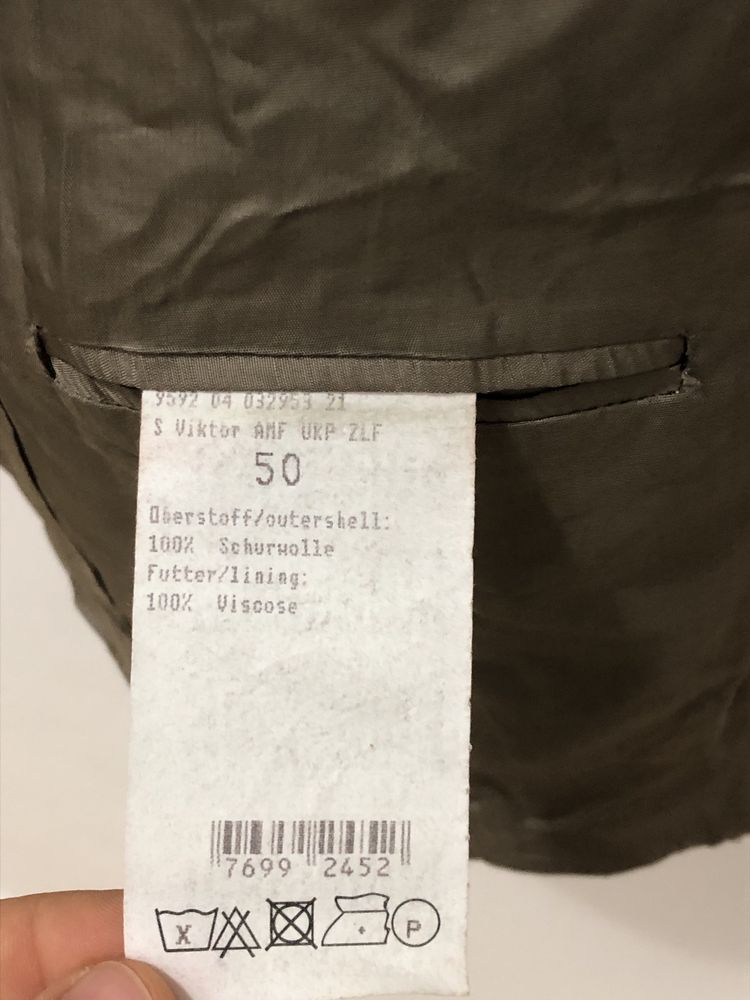 9592 04 032953 21
S Viktor AMF UKP ZLF
50
Oberstoff/outershell:
100% Schurwolle
Futter/lining:
100% Viscose
7699 2452
X
P